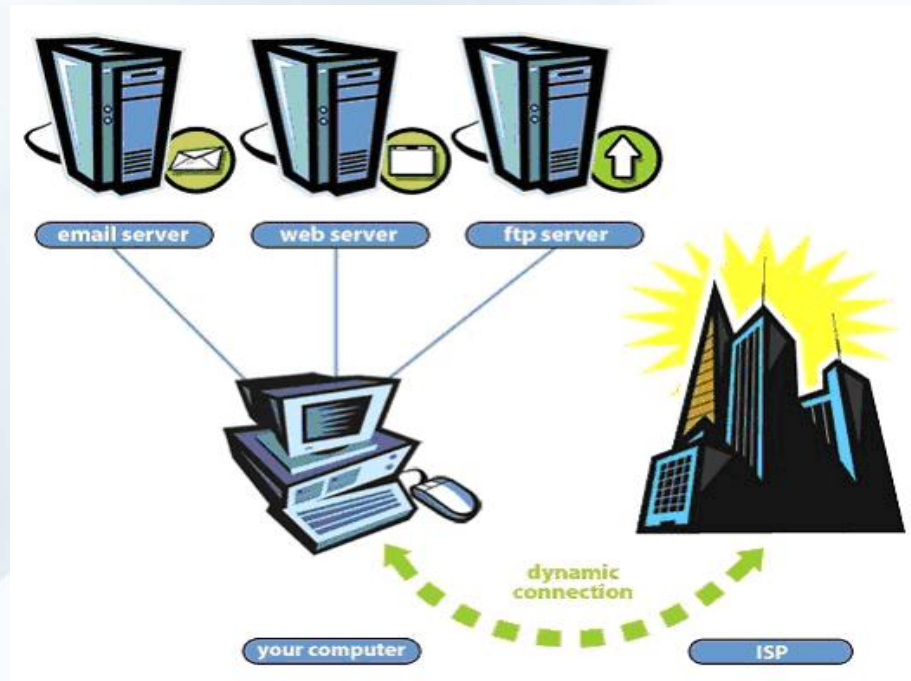 email server
web server
ftp server
dynamic
connection
your computer
ISP